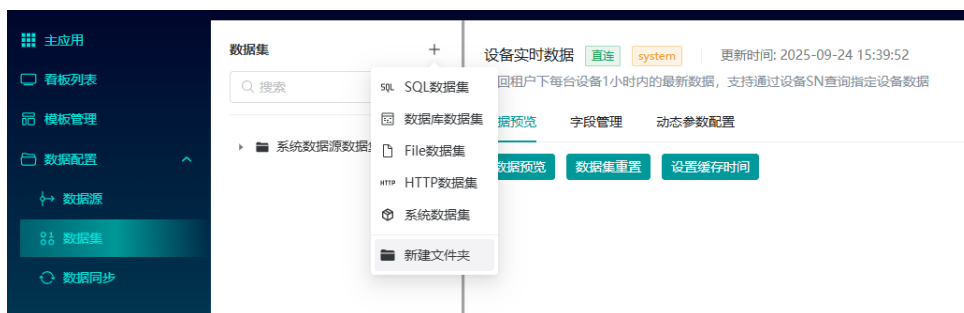 主应用
看板列表
模板管理
数据配置
数据源
数据集
数据同步
数据集
搜索
系统数据源数据
SQL SQL数据集
数据库数据集
File数据集
HTTP HTTP数据集
系统数据集
新建文件夹
设备实时数据 直连 system 更新时间: 2025-09-24 15:39:52
回租户下每台设备1小时内的最新数据，支持通过设备SN查询指定设备数据
据预览 字段管理 动态参数配置
数据预览 数据集重置 设置缓存时间